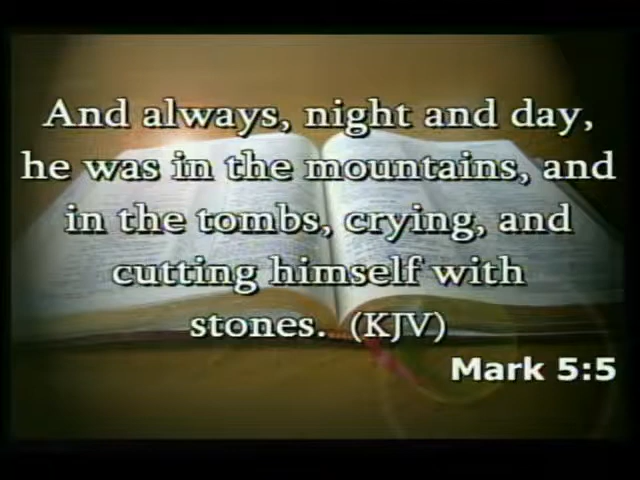 And always, night and day,
he was in the mountains, and
in the tombs, crying, and
cutting himself with
stones. (KJV)
Mark 5:5